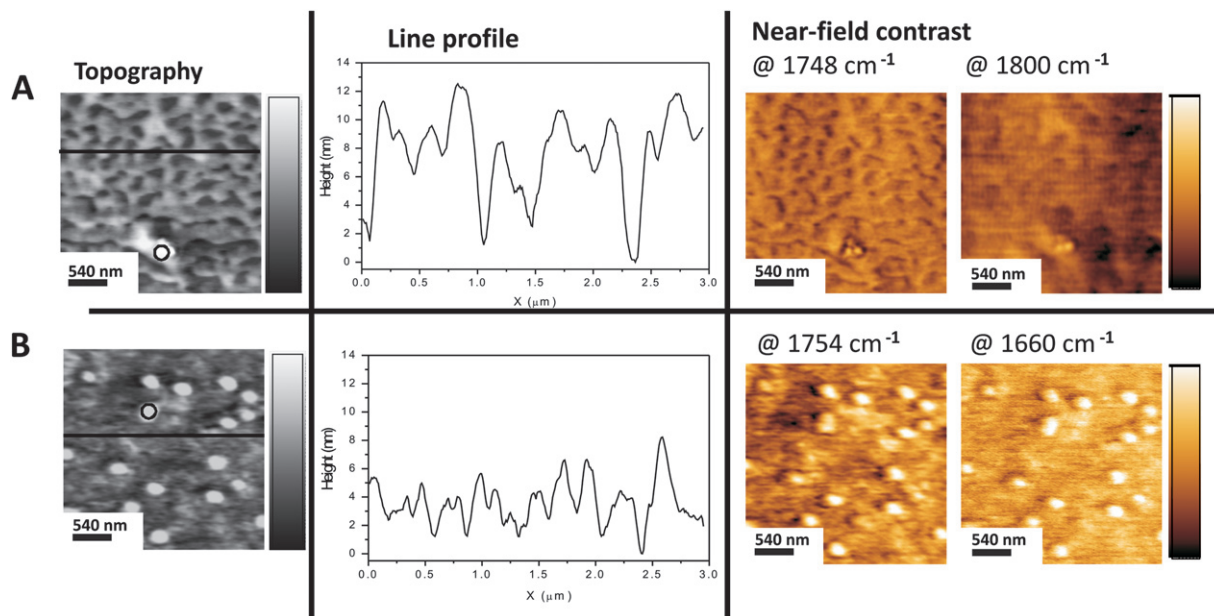 Topography
Line profile
Near-field contrast
@ 1748 cm⁻¹
@ 1800 cm⁻¹
A
14
12
10
8
6
4
2
0
Height (nm)
0.0 0.5 1.0 1.5 2.0 2.5 3.0
X (µm)
540 nm
540 nm
540 nm
B
@ 1754 cm⁻¹
@ 1660 cm⁻¹
14
12
10
8
6
4
2
0
Height (nm)
0.0 0.5 1.0 1.5 2.0 2.5 3.0
X (µm)
540 nm
540 nm
540 nm